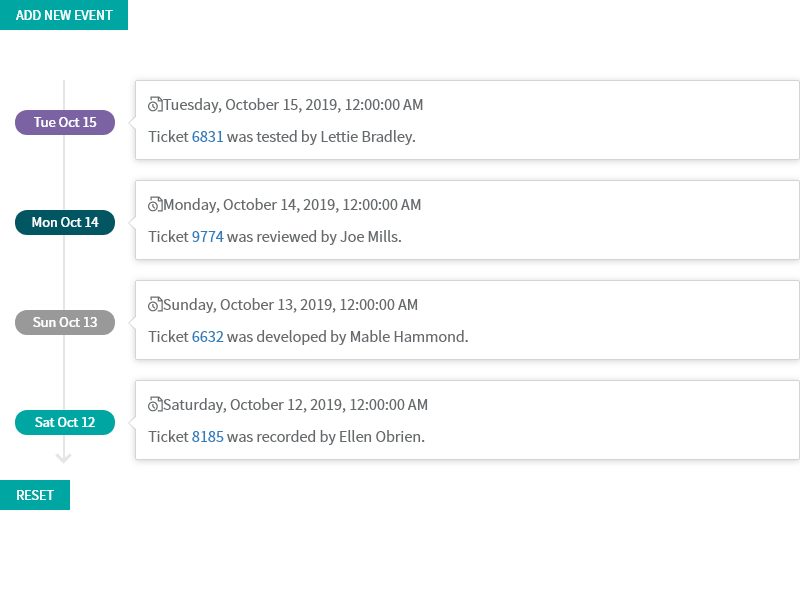 ADD NEW EVENT
Tue Oct 15
Tuesday, October 15, 2019, 12:00:00 AM
Ticket 6831 was tested by Lettie Bradley.
Mon Oct 14
Monday, October 14, 2019, 12:00:00 AM
Ticket 9774 was reviewed by Joe Mills.
Sun Oct 13
Sunday, October 13, 2019, 12:00:00 AM
Ticket 6632 was developed by Mable Hammond.
Sat Oct 12
Saturday, October 12, 2019, 12:00:00 AM
Ticket 8185 was recorded by Ellen Obrien.
RESET